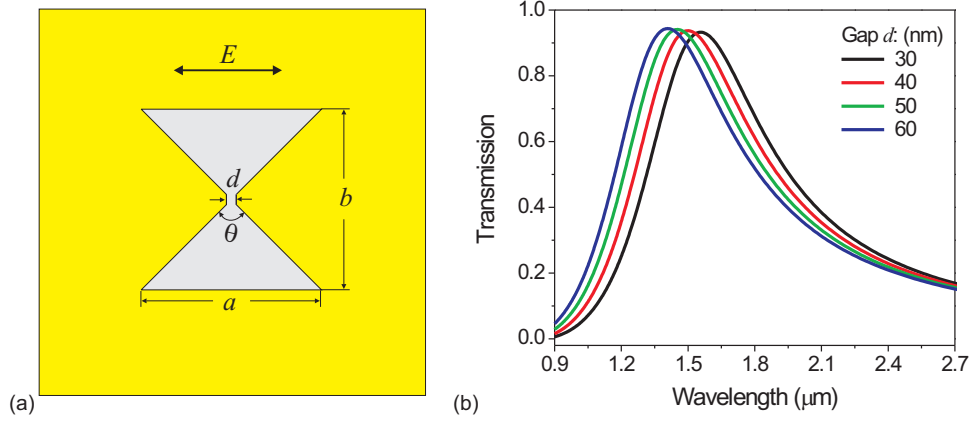 E
d
b
θ
a
(a)
Gap d: (nm)
30
40
50
60
1.0
0.8
0.6
0.4
0.2
0.0
Transmission
0.9 1.2 1.5 1.8 2.1 2.4 2.7
Wavelength (μm)
(b)